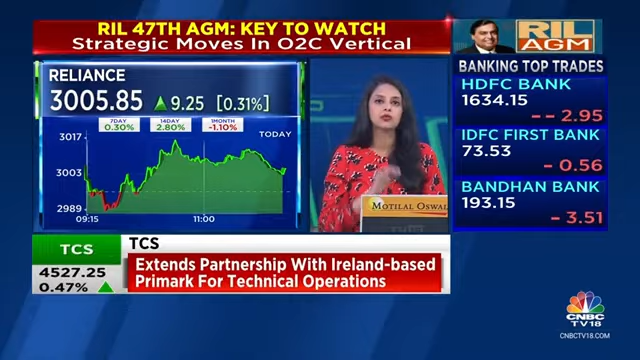 RIL 47TH AGM: KEY TO WATCH
Strategic Moves In O2C Vertical
RIL
AGM
RELIANCE
3005.85 9.25 [0.31%]
7DAY
0.30%
14DAY
2.80%
1MONTH
-1.10%
TODAY
3017
3003
2989
09:15
11:00
MOTILAL OSWAL
BANKING TOP TRADES
HDFC BANK
1634.15
- - 2.95
IDFC FIRST BANK
73.53
- 0.56
BANDHAN BANK
193.15
- 3.51
TCS
4527.25
0.47%
TCS
Extends Partnership With Ireland-based
Primark For Technical Operations
CNBC
TV18
CNBCTV18.COM